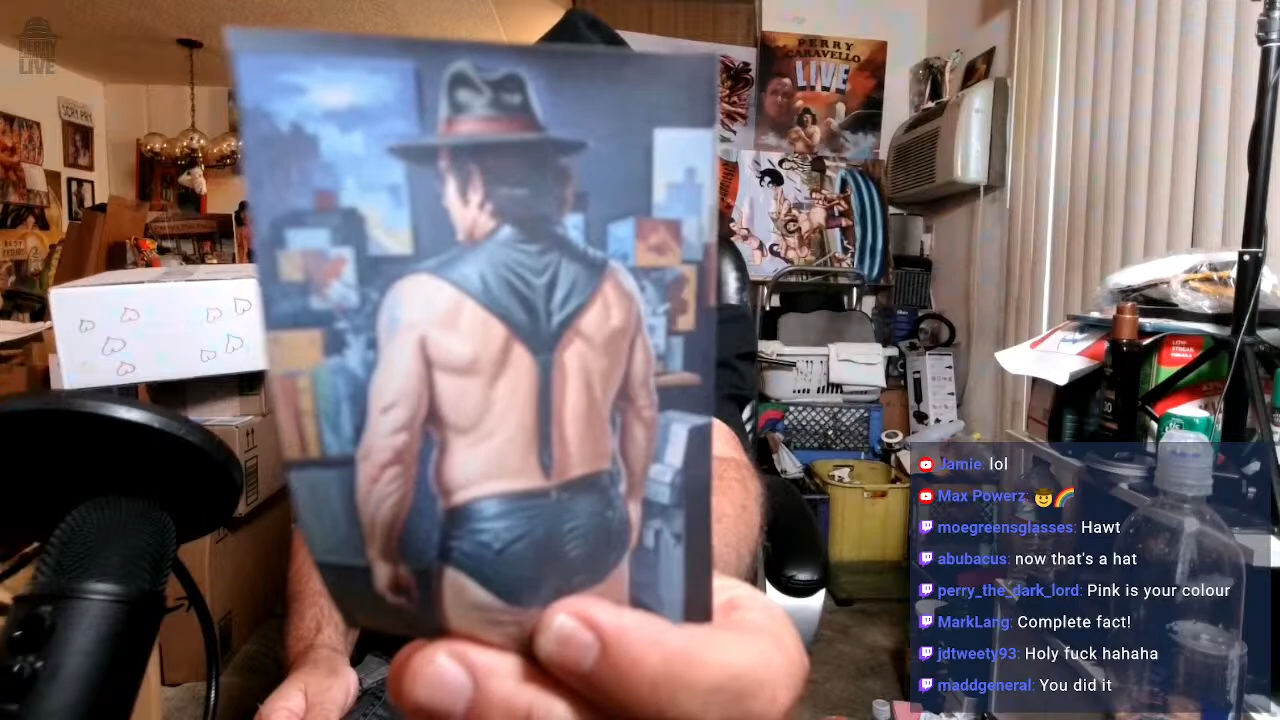 PERRY
LIVE
PERRY
CARAVELLO
LIVE
Jamie: lol
Max Powerz: 🤠🌈
moegreensglasses: Hawt
abubacus: now that's a hat
perry_the_dark_lord: Pink is your colour
MarkLang: Complete fact!
jdtweety93: Holy fuck hahaha
maddgeneral: You did it